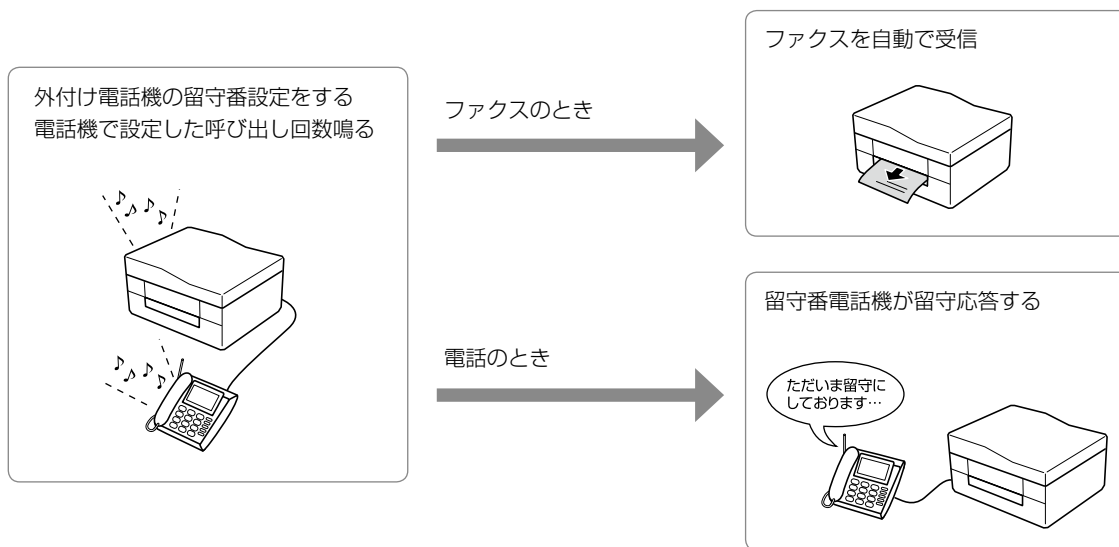 外付け電話機の留守番設定をする
電話機で設定した呼び出し回数鳴る
ファクスのとき
ファクスを自動で受信
電話のとき
留守番電話機が留守応答する
ただいま留守に
しております…